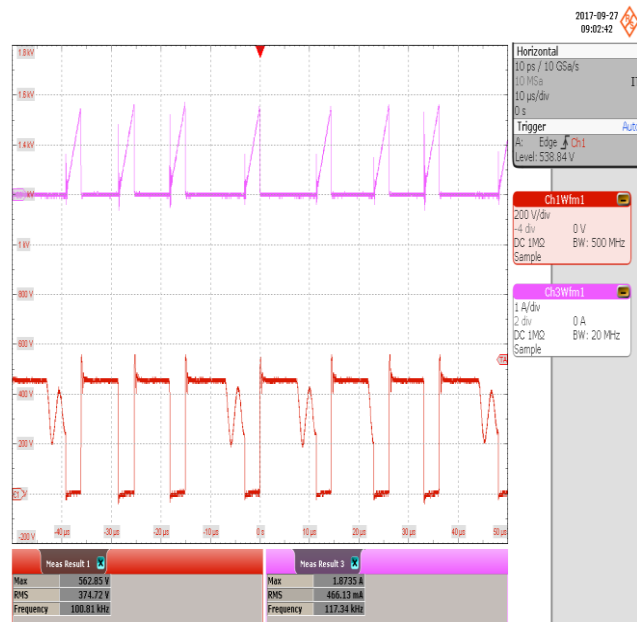 2017-09-27
09:02:42
Horizontal
10 ps / 10 GSa/s
10 MSa
10 µs/div
0 s
Trigger
Auto
A: Edge Ch1
Level: 538.84 V
Ch1Wfm1
200 V/div
-4 div 0 V
DC 1MΩ BW: 500 MHz
Sample
Ch3Wfm1
1 A/div
2 div 0 A
DC 1MΩ BW: 20 MHz
Sample
1.8 kV
1.6 kV
1.4 kV
1 kV
800 V
600 V
TA
400 V
200 V
-200 V
-40 µs -30 µs -20 µs -10 µs 0 s 10 µs 20 µs 30 µs 40 µs 50 µs
Meas Result 1
Max 562.85 V
RMS 374.72 V
Frequency 100.81 kHz
Meas Result 3
Max 1.8735 A
RMS 466.13 mA
Frequency 117.34 kHz